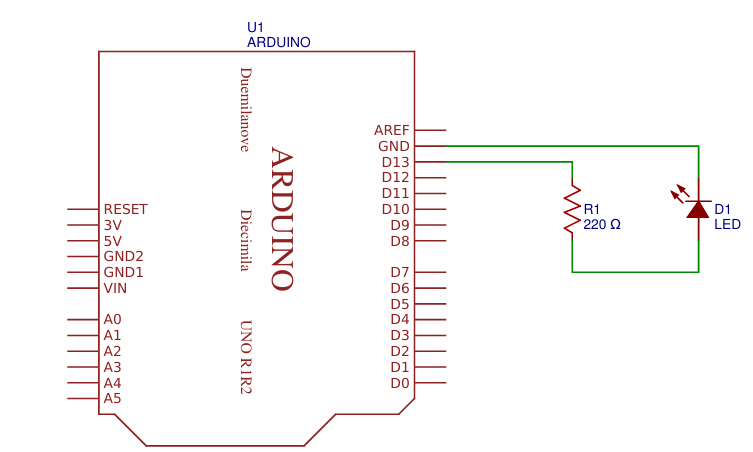 U1
ARDUINO
Duemilanove
ARDUINO
Diecimila
UNO R1R2
RESET
3V
5V
GND2
GND1
VIN
A0
A1
A2
A3
A4
A5
AREF
GND
D13
D12
D11
D10
D9
D8
D7
D6
D5
D4
D3
D2
D1
D0
R1
220 Ω
D1
LED